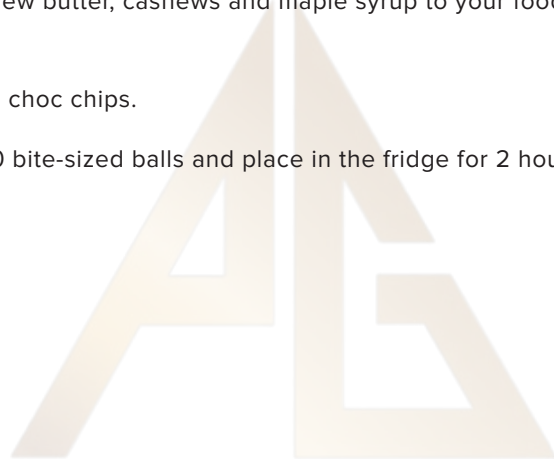 ew butter, cashews and maple syrup to your foo
choc chips.
0 bite-sized balls and place in the fridge for 2 hou
AG